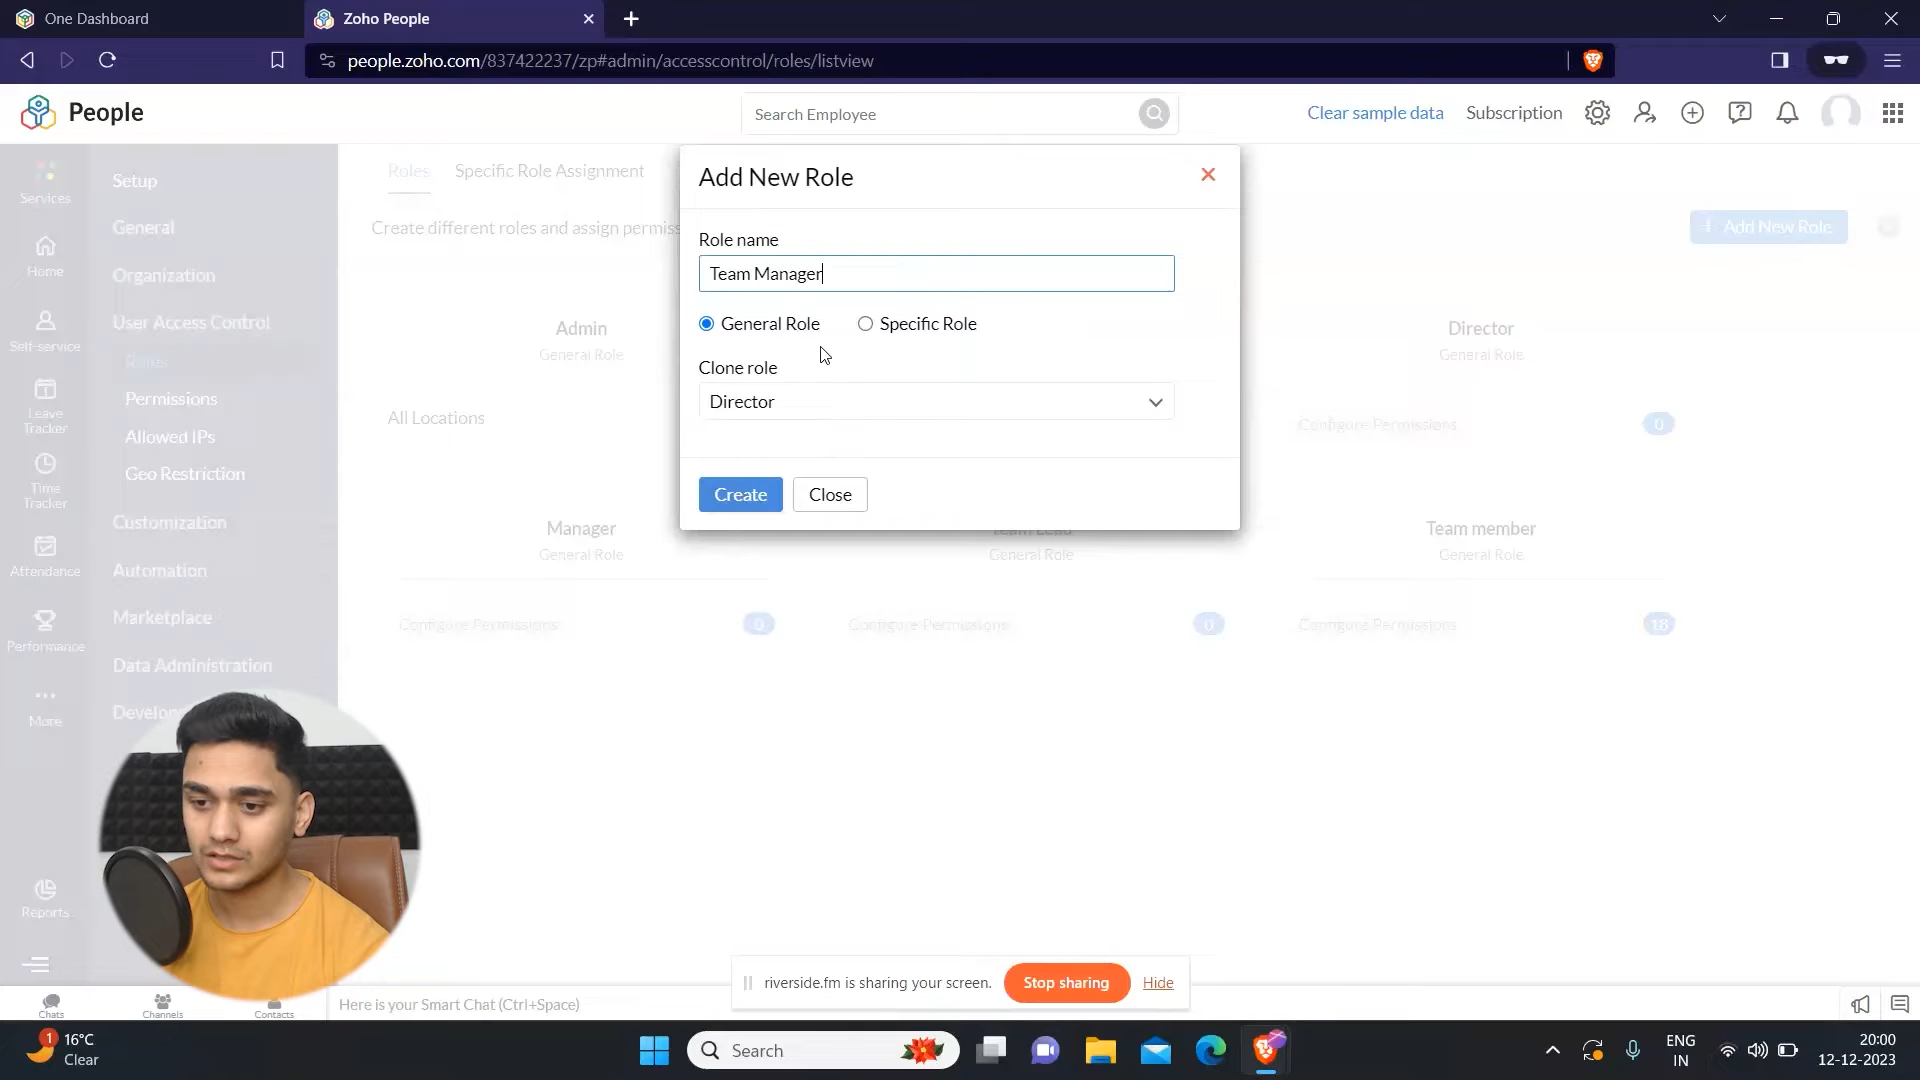 One Dashboard
Zoho People
people.zoho.com/837422237/zp#admin/accesscontrol/roles/listview
People
Search Employee
Clear sample data
Subscription
Services
Home
Self-service
Leave
Tracker
Time
Tracker
Attendance
Performance
More
Reports
Setup
General
Organization
User Access Control
Roles
Permissions
Allowed IPs
Geo Restriction
Customization
Automation
Marketplace
Data Administration
Roles
Specific Role Assignment
Create different roles and assign
Add New Role
Admin
General Role
All Locations
Director
General Role
Configure Permissions
0
Manager
General Role
Configure Permissions
0
Team Lead
General Role
Configure Permissions
0
Team member
General Role
Configure Permissions
18
Add New Role
Role name
Team Manager
General Role
Specific Role
Clone role
Director
Create
Close
riverside.fm is sharing your screen.
Stop sharing
Hide
Chats
Channels
Contacts
Here is your Smart Chat (Ctrl+Space)
1
16°C
Clear
Search
ENG
IN
20:00
12-12-2023